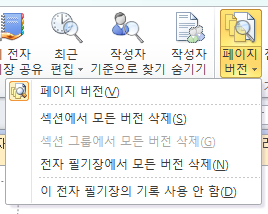 전자
장 공유
최근
편집
작성자
기준으로 찾기
작성자
숨기기
페이지
버전
페이지 버전(V)
섹션에서 모든 버전 삭제(S)
섹션 그룹에서 모든 버전 삭제(G)
전자 필기장에서 모든 버전 삭제(N)
이 전자 필기장의 기록 사용 안 함(D)